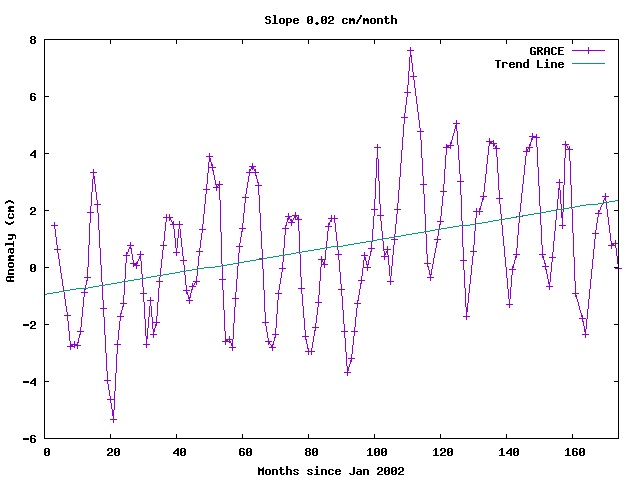 Slope 0.02 cm/month
GRACE
Trend Line
8
6
4
2
0
-2
-4
-6
Anomaly (cm)
0 20 40 60 80 100 120 140 160
Months since Jan 2002